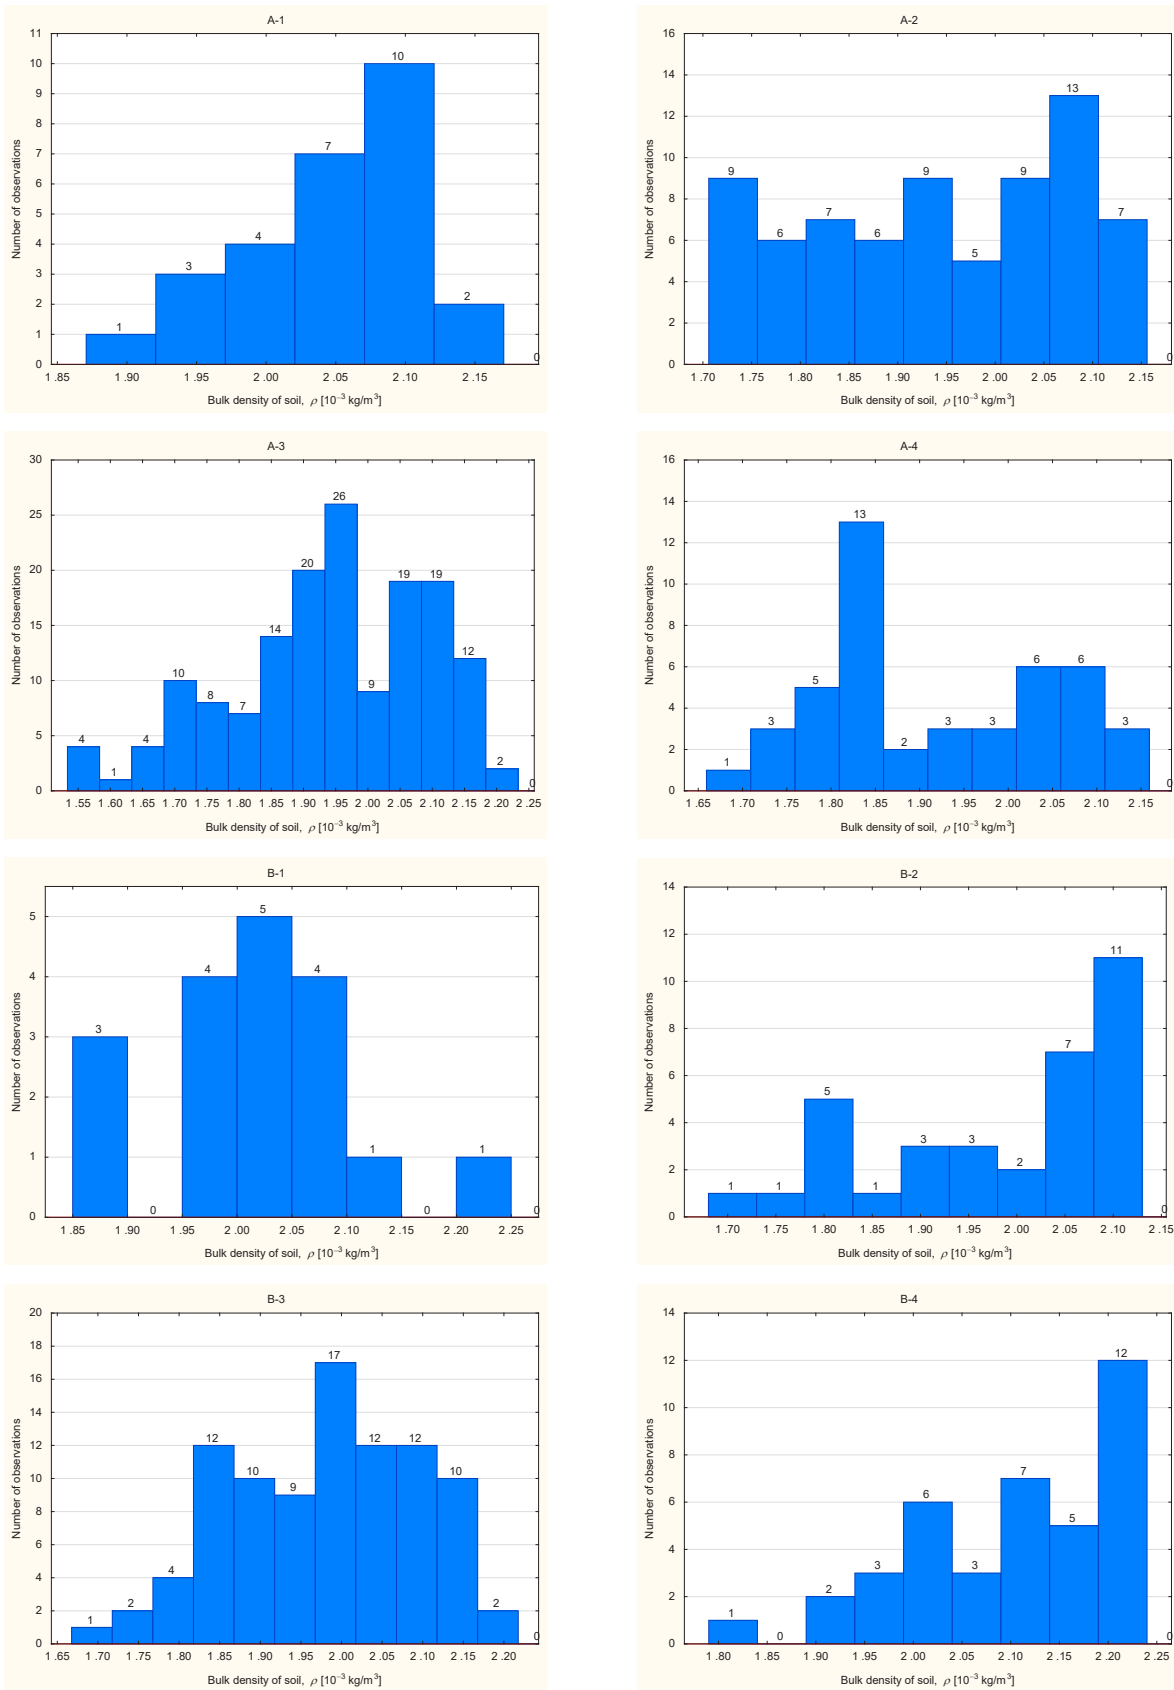 A-1
11
10
9
8
7
6
5
4
3
2
1
0
1 3 4 7 10 2 0
1.85 1.90 1.95 2.00 2.05 2.10 2.15
Number of observations
Bulk density of soil, ρ [10⁻³ kg/m³]
A-2
16
14
12
10
8
6
4
2
0
9 6 7 6 9 5 9 13 7 0
1.70 1.75 1.80 1.85 1.90 1.95 2.00 2.05 2.10 2.15
Number of observations
Bulk density of soil, ρ [10⁻³ kg/m³]
A-3
30
25
20
15
10
5
0
4 1 4 10 8 7 14 20 26 9 19 19 12 2 0
1.55 1.60 1.65 1.70 1.75 1.80 1.85 1.90 1.95 2.00 2.05 2.10 2.15 2.20 2.25
Number of observations
Bulk density of soil, ρ [10⁻³ kg/m³]
A-4
16
14
12
10
8
6
4
2
0
1 3 5 13 2 3 3 6 6 3 0
1.65 1.70 1.75 1.80 1.85 1.90 1.95 2.00 2.05 2.10 2.15
Number of observations
Bulk density of soil, ρ [10⁻³ kg/m³]
B-1
5
4
3
2
1
0
3 0 4 5 4 1 0 1 0
1.85 1.90 1.95 2.00 2.05 2.10 2.15 2.20 2.25
Number of observations
Bulk density of soil, ρ [10⁻³ kg/m³]
B-2
14
12
10
8
6
4
2
0
1 1 5 1 3 3 2 7 11 0
1.70 1.75 1.80 1.85 1.90 1.95 2.00 2.05 2.10 2.15
Number of observations
Bulk density of soil, ρ [10⁻³ kg/m³]
B-3
20
18
16
14
12
10
8
6
4
2
0
1 2 4 12 10 9 17 12 12 10 2 0
1.65 1.70 1.75 1.80 1.85 1.90 1.95 2.00 2.05 2.10 2.15 2.20
Number of observations
Bulk density of soil, ρ [10⁻³ kg/m³]
B-4
14
12
10
8
6
4
2
0
1 0 2 3 6 3 7 5 12 0
1.80 1.85 1.90 1.95 2.00 2.05 2.10 2.15 2.20 2.25
Number of observations
Bulk density of soil, ρ [10⁻³ kg/m³]